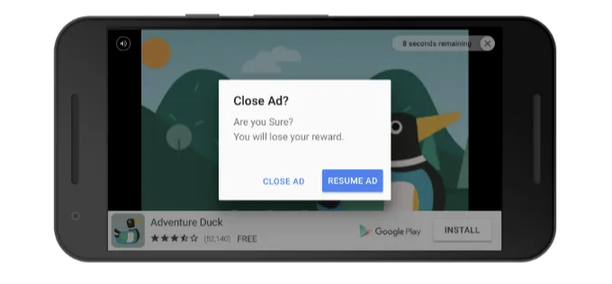 8 seconds remaining
Close Ad?
Are you Sure?
You will lose your reward.
CLOSE AD
RESUME AD
Adventure Duck
(52,140) FREE
Google Play
INSTALL